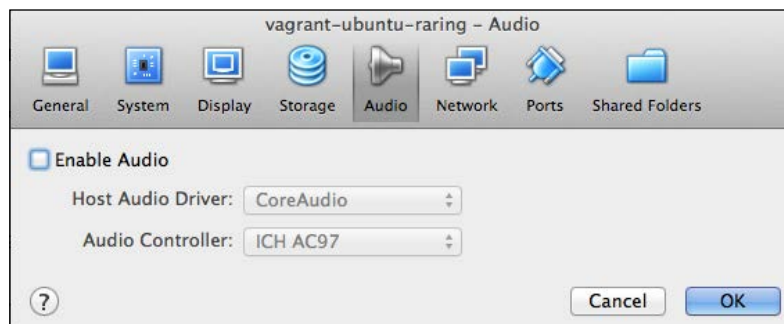 vagrant-ubuntu-raring – Audio
General System Display Storage Audio Network Ports Shared Folders
Enable Audio
Host Audio Driver: CoreAudio
Audio Controller: ICH AC97
? Cancel OK